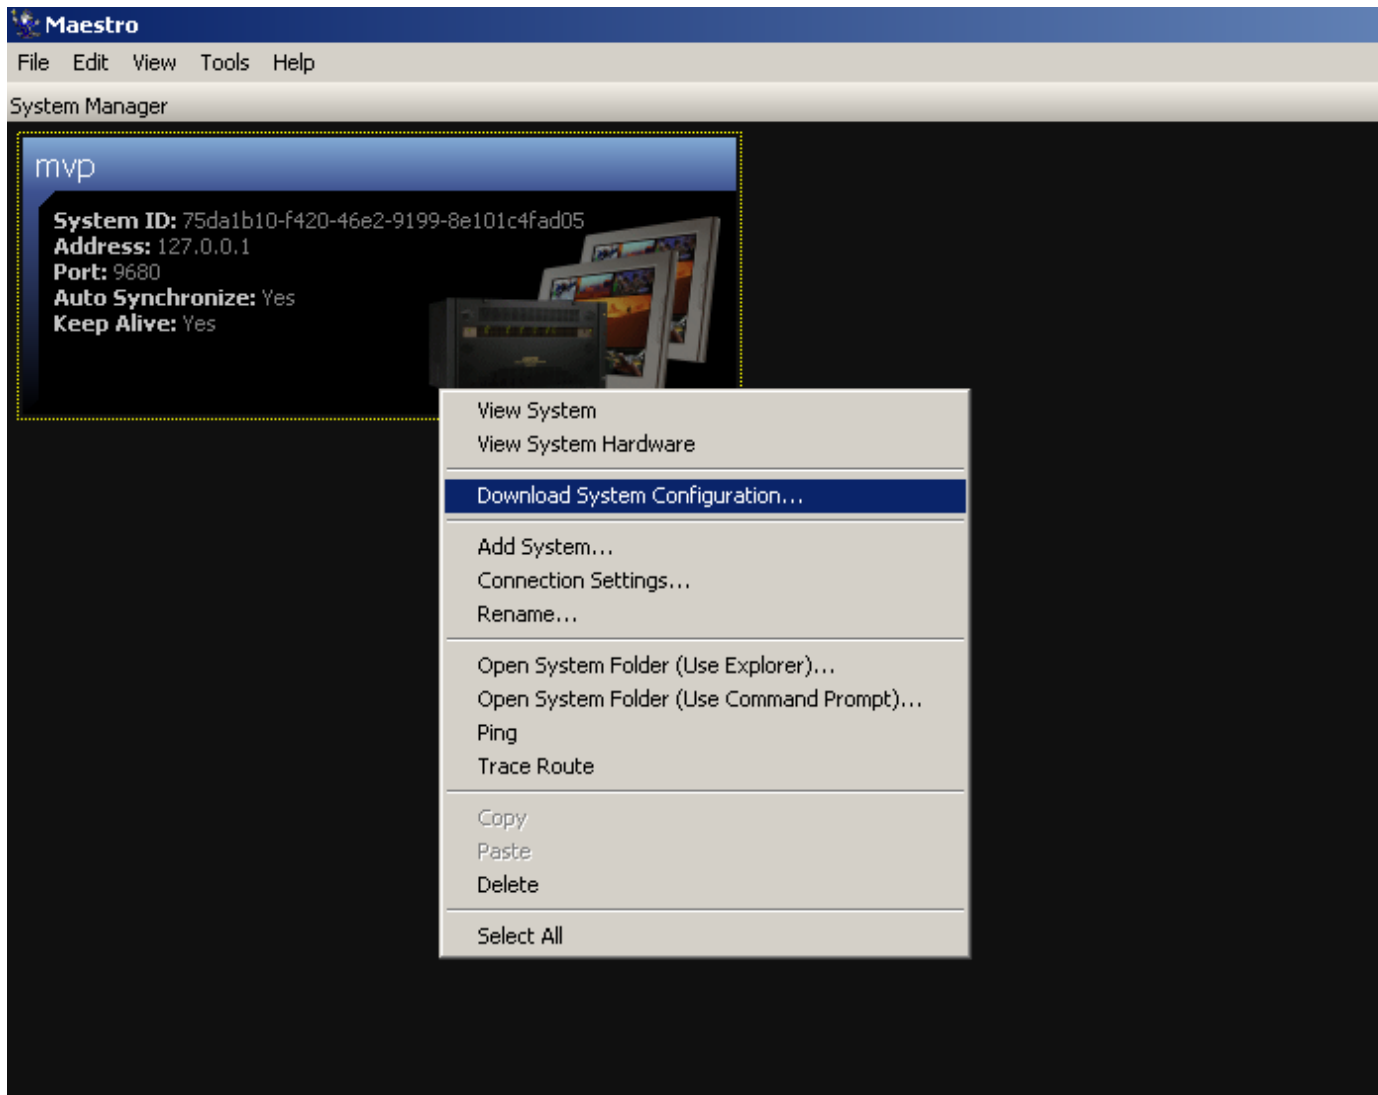 Maestro
File Edit View Tools Help
System Manager
mvp
System ID: 75da1b10-f420-46e2-9199-8e101c4fad05
Address: 127.0.0.1
Port: 9680
Auto Synchronize: Yes
Keep Alive: Yes
View System
View System Hardware
Download System Configuration...
Add System...
Connection Settings...
Rename...
Open System Folder (Use Explorer)...
Open System Folder (Use Command Prompt)...
Ping
Trace Route
Copy
Paste
Delete
Select All